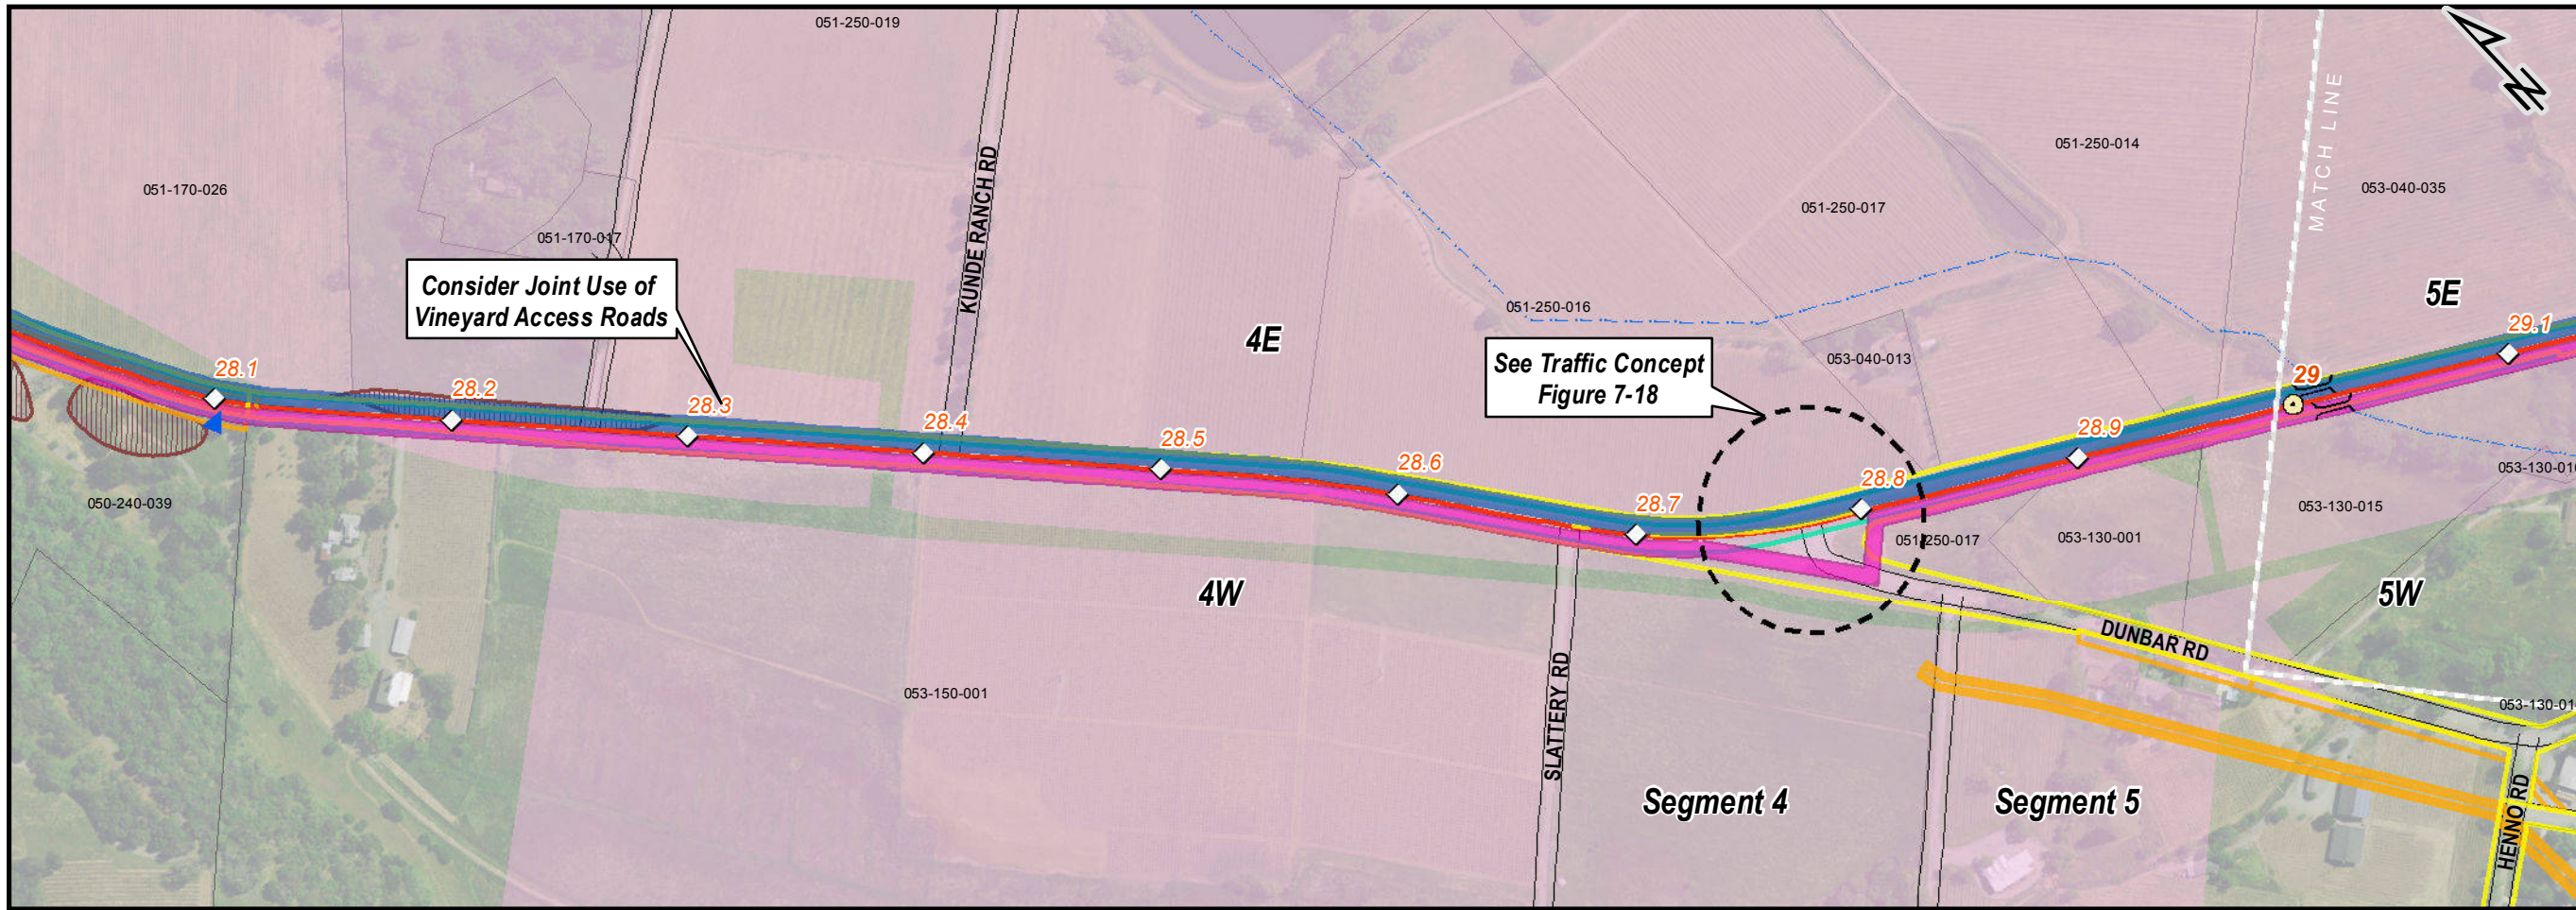 051-250-019
051-170-026
051-170-017
KUNDE RANCH RD
051-250-014
051-250-017
MATCH LINE
053-040-035
Consider Joint Use of
Vineyard Access Roads
4E
051-250-016
See Traffic Concept
Figure 7-18
053-040-013
5E
28.1
28.2
28.3
28.4
28.5
28.6
28.7
28.8
28.9
29
29.1
050-240-039
051-250-017
053-130-001
053-130-015
4W
5W
DUNBAR RD
053-150-001
SLATTERY RD
Segment 4
Segment 5
HENNO RD
N